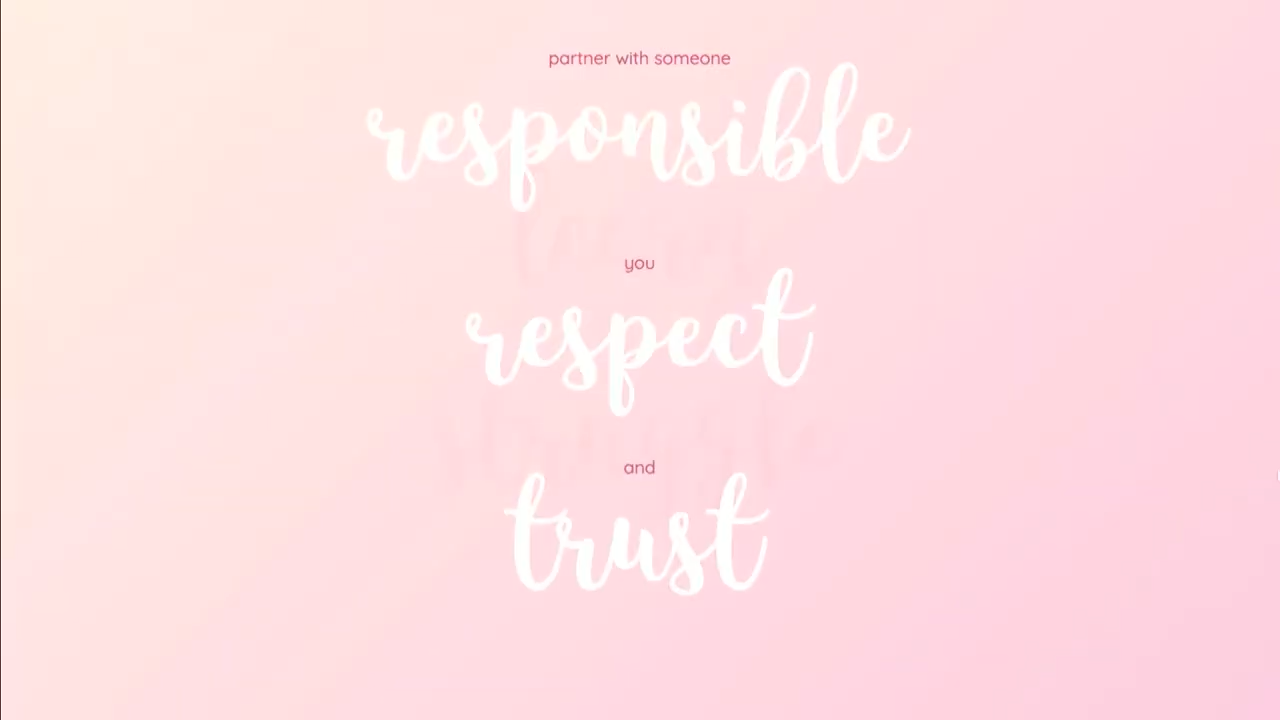 partner with someone
responsible
you
respect
and
trust